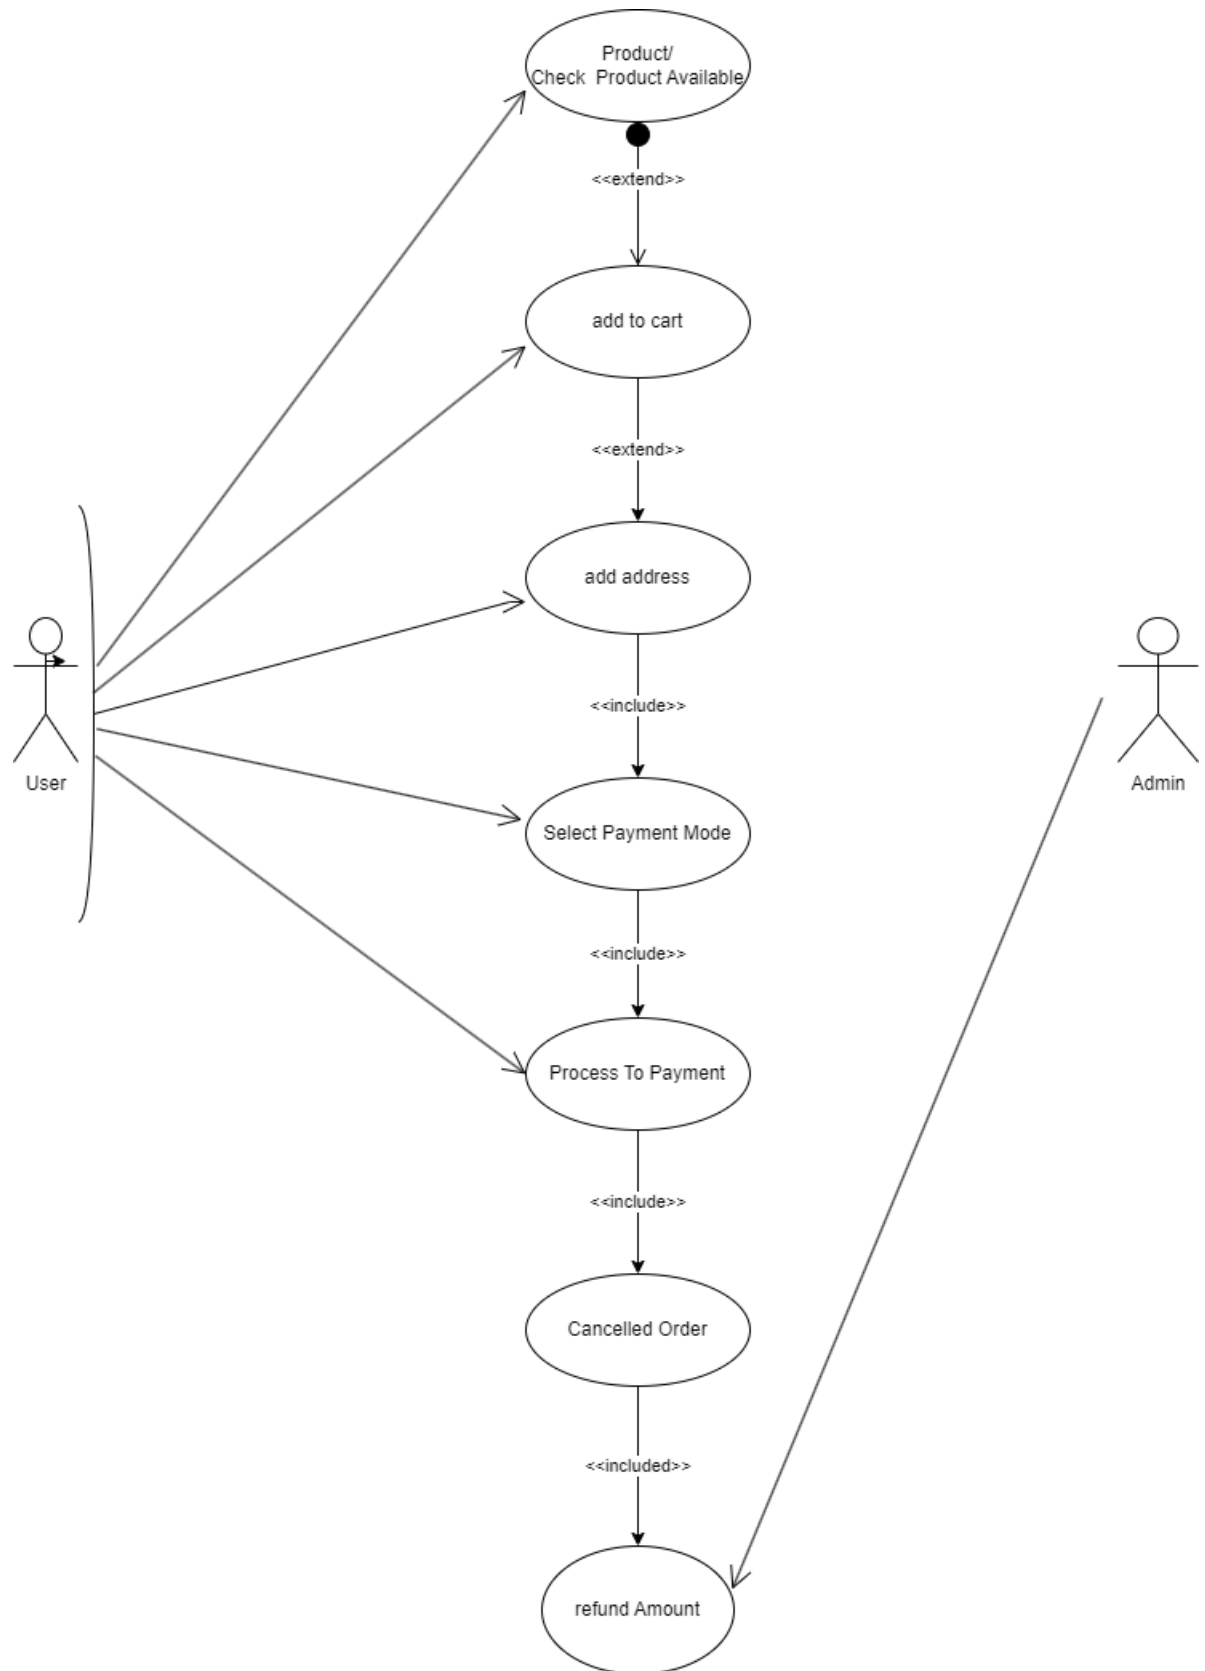 Product/
Check  Product Available
<<extend>>
add to cart
<<extend>>
add address
<<include>>
User
Admin
Select Payment Mode
<<include>>
Process To Payment
<<include>>
Cancelled Order
<<included>>
refund Amount